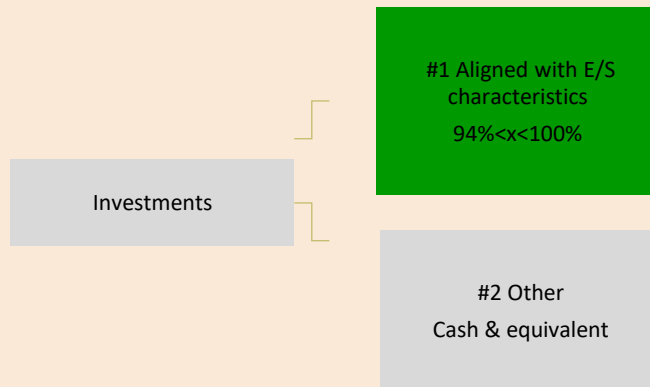 #1 Aligned with E/S
characteristics
94%<x<100%
Investments
#2 Other
Cash & equivalent